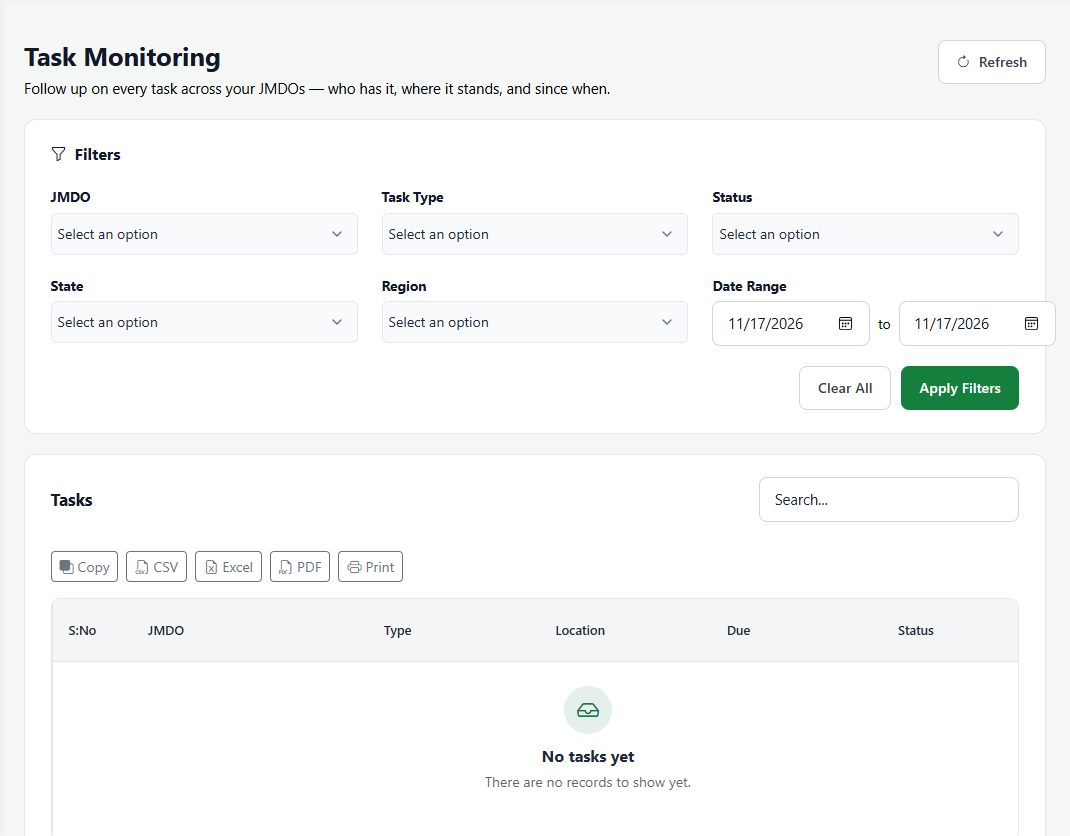 Task Monitoring
Refresh
Follow up on every task across your JMDOs — who has it, where it stands, and since when.
Filters
JMDO Task Type Status
Select an option Select an option Select an option
State Region Date Range
Select an option Select an option 11/17/2026 to 11/17/2026
Clear All Apply Filters
Tasks Search...
Copy CSV Excel PDF Print
S:No JMDO Type Location Due Status
No tasks yet
There are no records to show yet.